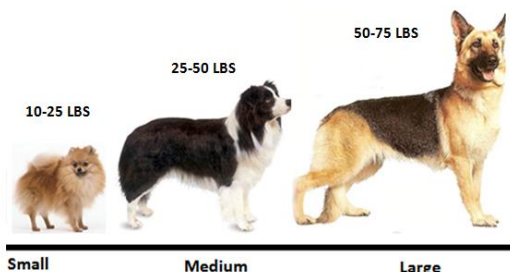 50-75 LBS
25-50 LBS
10-25 LBS
Small
Medium
Large